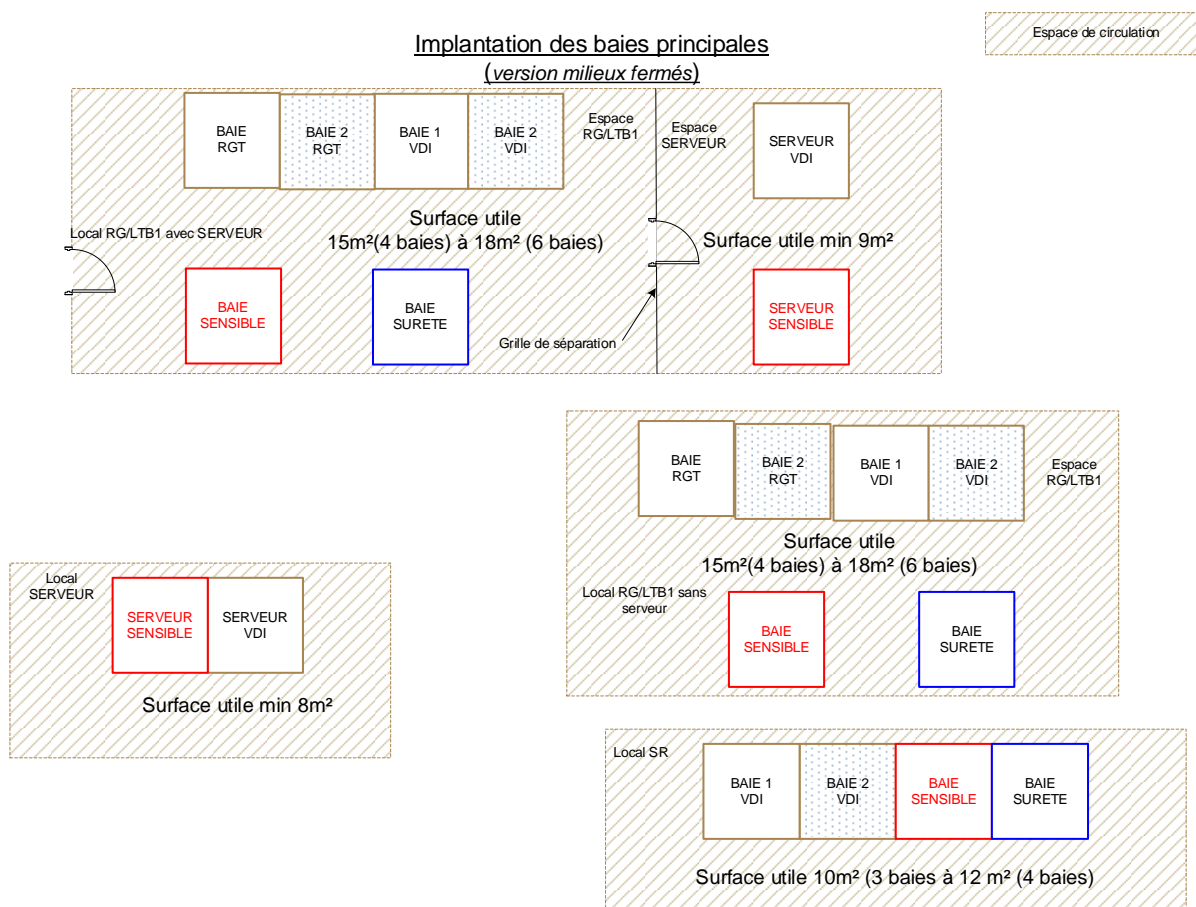 Espace de circulation
Implantation des baies principales
(version milieux fermés)
BAIE
RGT
BAIE 2
RGT
BAIE 1
VDI
BAIE 2
VDI
Espace
RG/LTB1
Espace
SERVEUR
SERVEUR
VDI
Local RG/LTB1 avec SERVEUR
Surface utile
15m²(4 baies) à 18m² (6 baies)
Surface utile min 9m²
BAIE
SENSIBLE
BAIE
SURETE
Grille de séparation
SERVEUR
SENSIBLE
BAIE
RGT
BAIE 2
RGT
BAIE 1
VDI
BAIE 2
VDI
Espace
RG/LTB1
Surface utile
15m²(4 baies) à 18m² (6 baies)
Local RG/LTB1 sans
serveur
BAIE
SENSIBLE
BAIE
SURETE
Local
SERVEUR
SERVEUR
SENSIBLE
SERVEUR
VDI
Surface utile min 8m²
Local SR
BAIE 1
VDI
BAIE 2
VDI
BAIE
SENSIBLE
BAIE
SURETE
Surface utile 10m² (3 baies à 12 m² (4 baies)